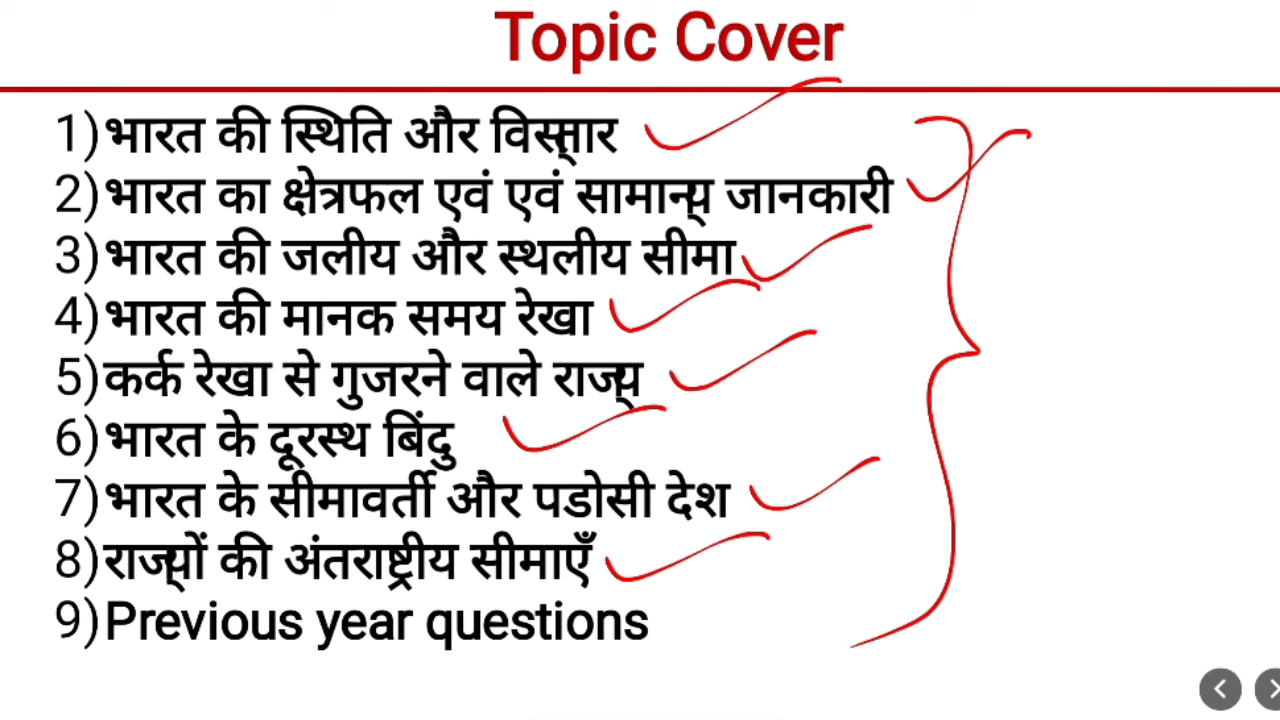 Topic Cover
1) भारत की स्थिति और विस्तार
2) भारत का क्षेत्रफल एवं एवं सामान्य जानकारी
3) भारत की जलीय और स्थलीय सीमा
4) भारत की मानक समय रेखा
5) कर्क रेखा से गुजरने वाले राज्य
6) भारत के दूरस्थ बिंदु
7) भारत के सीमावर्ती और पडोसी देश
8) राज्यों की अंतराष्ट्रीय सीमाएँ
9) Previous year questions